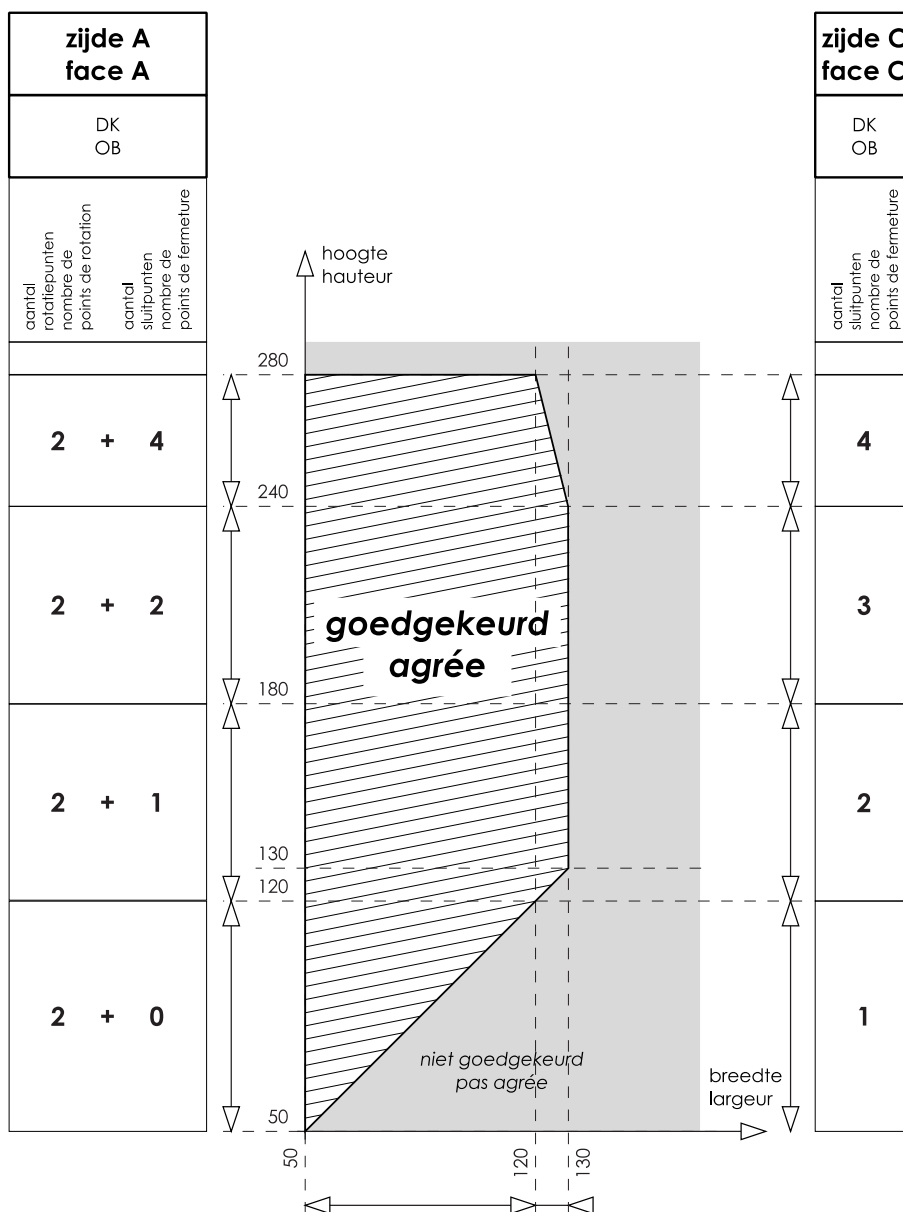 zijde A
face A
DK
OB
aantal
rotatiepunten
nombre de
points de rotation
aantal
sluitpunten
nombre de
points de fermeture
2 + 4
2 + 2
2 + 1
2 + 0
hoogte
hauteur
280
240
180
130
120
50
goedgekeurd
agrée
niet goedgekeurd
pas agrée
breedte
largeur
50
120
130
zijde C
face C
DK
OB
aantal
sluitpunten
nombre de
points de fermeture
4
3
2
1